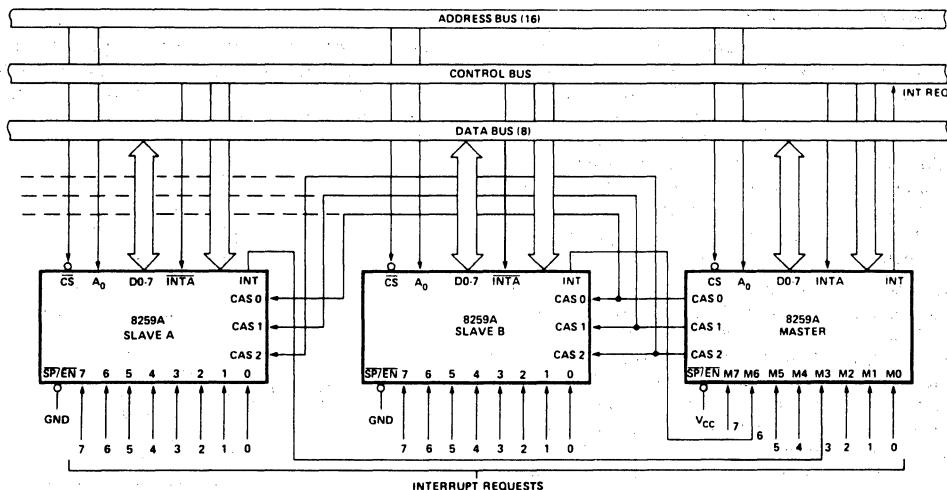 ADDRESS BUS (16)
CONTROL BUS
INT REQ
DATA BUS (8)
CS A0 D0-7 INTA INT
CS A0 D0-7 INTA INT
CS A0 D0-7 INTA INT
CAS 0
CAS 0
CAS 0
8259A
SLAVE A
8259A
SLAVE B
8259A
MASTER
CAS 1
CAS 1
CAS 1
CAS 2
CAS 2
CAS 2
SP/EN 7 6 5 4 3 2 1 0
SP/EN 7 6 5 4 3 2 1 0
SP/EN M7 M6 M5 M4 M3 M2 M1 M0
GND
GND
VCC
7 6 5 4 3 2 1 0
7 6 5 4 3 2 1 0
7 6 5 4 3 2 1 0
INTERRUPT REQUESTS